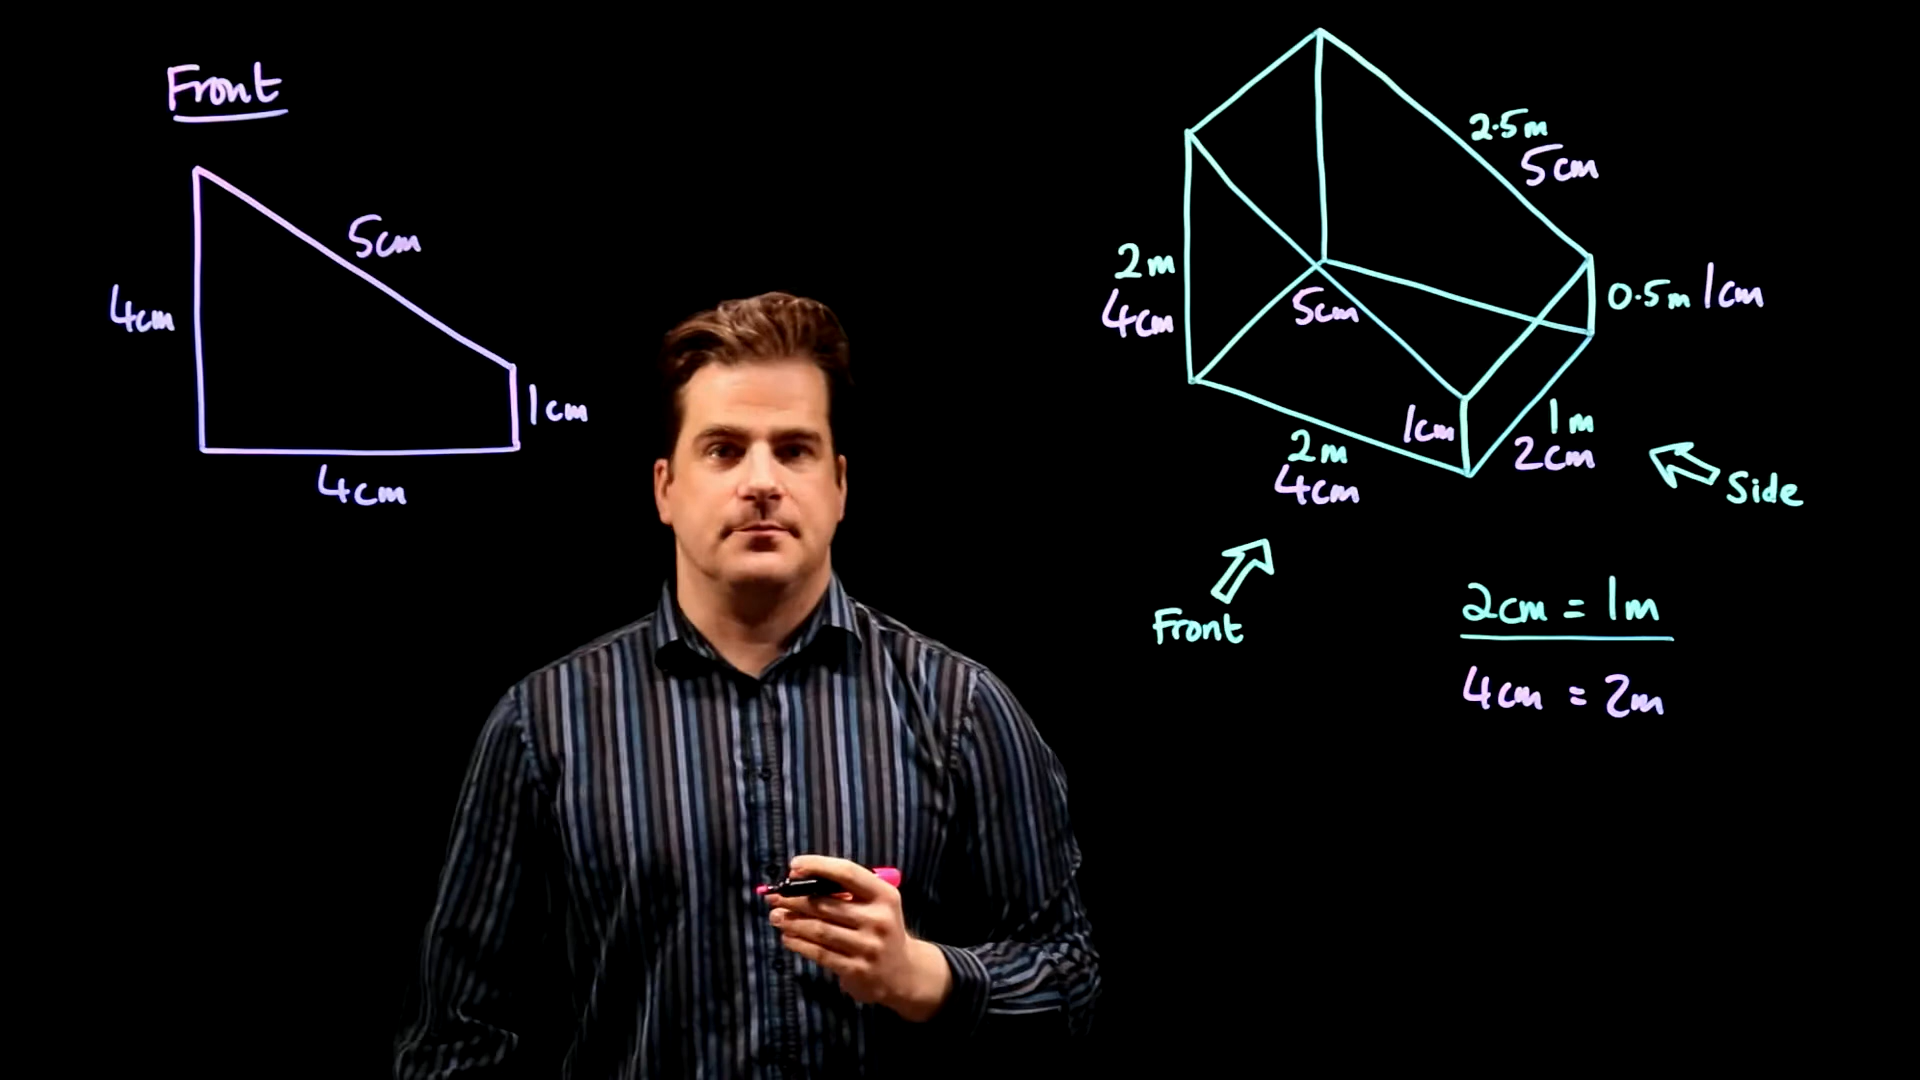 Front
5cm
4cm
1cm
4cm
2.5m
5cm
2m
4cm
0.5m 1cm
5cm
1cm
1m
2cm
2m
4cm
Side
Front
2cm = 1m
4cm = 2m